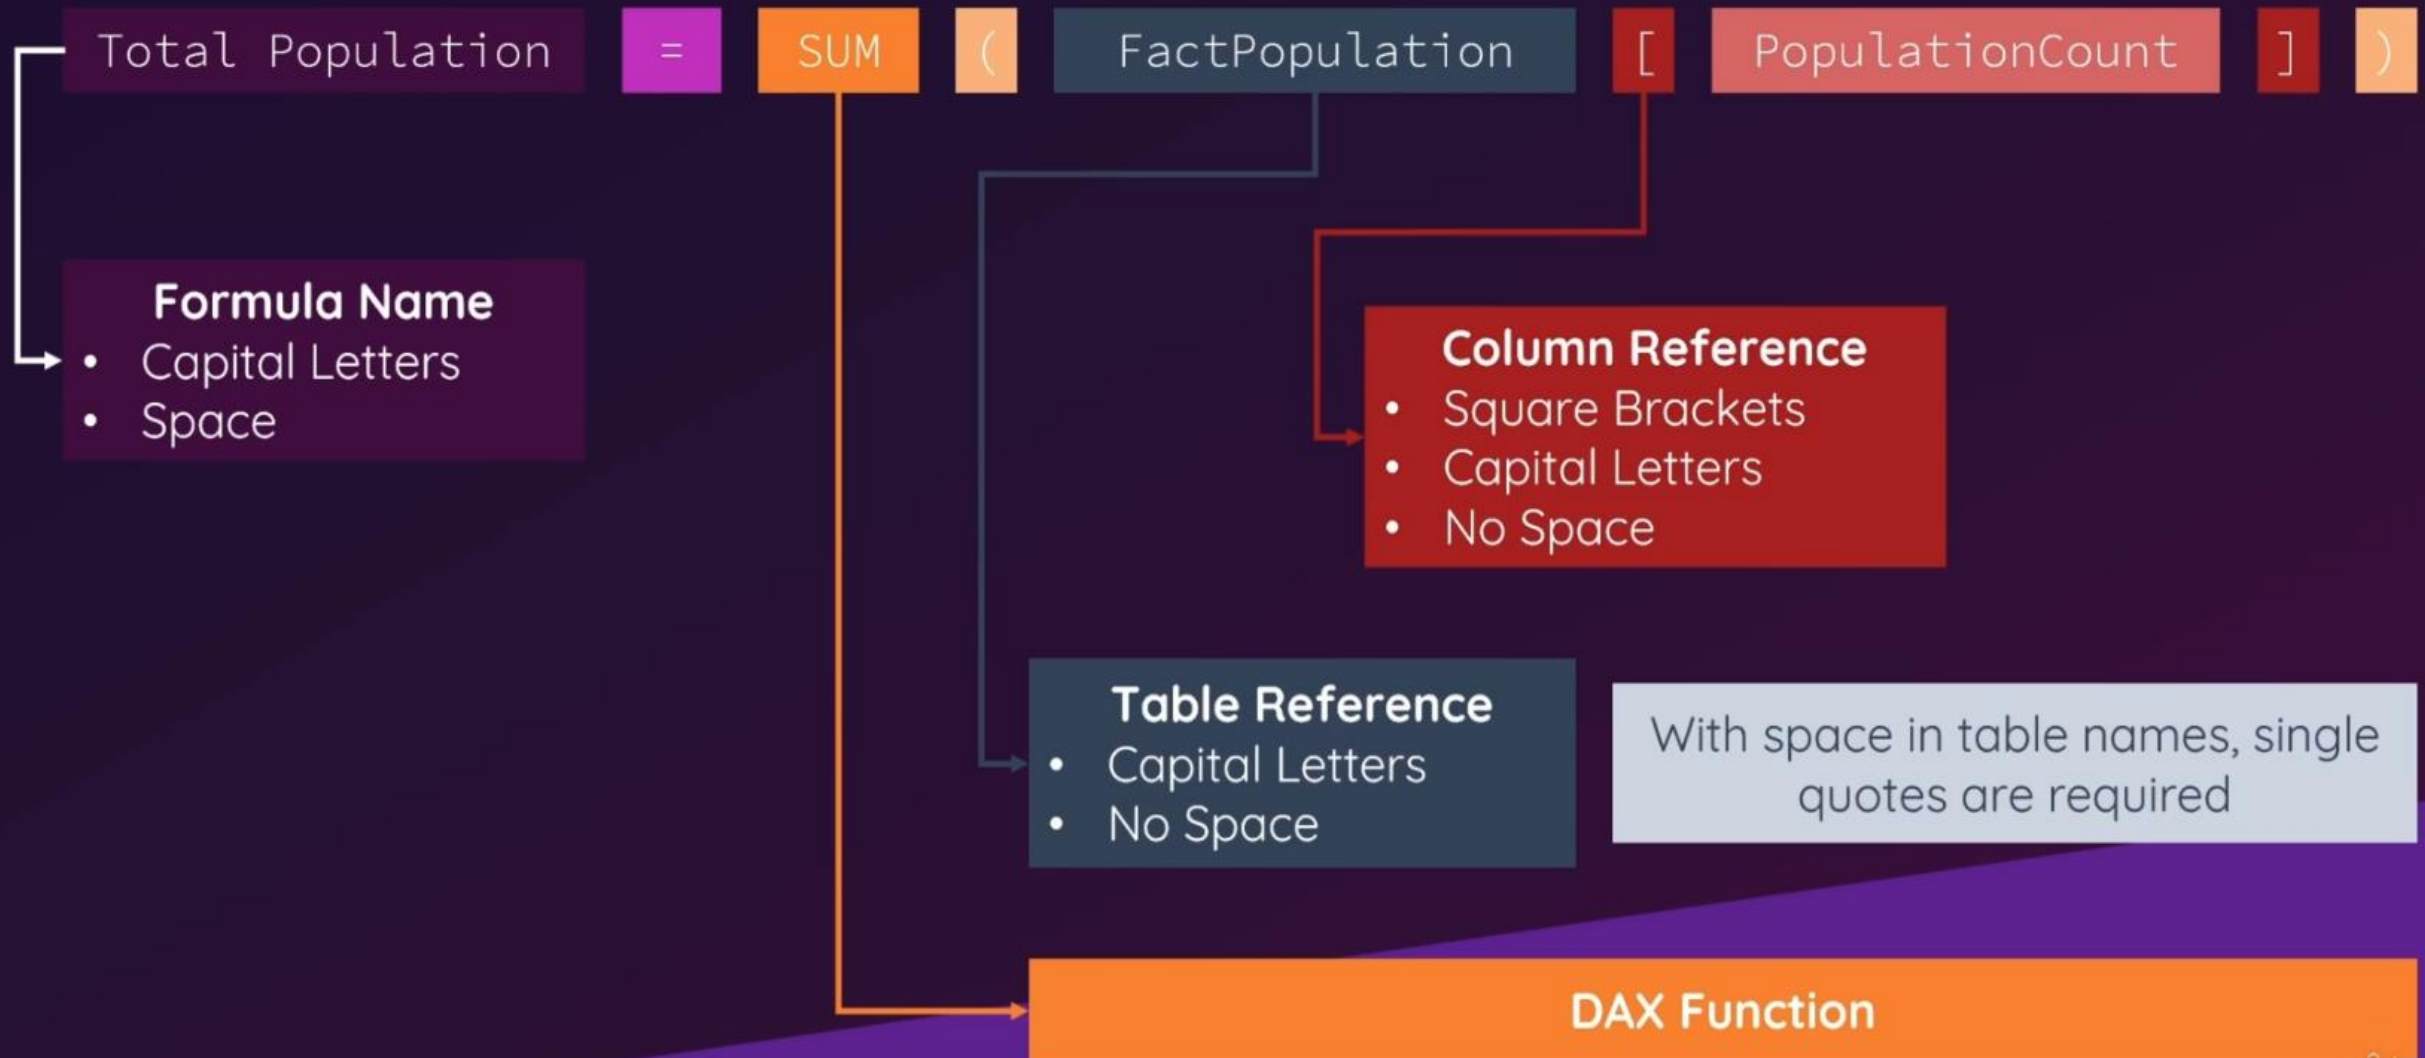 Total Population = SUM ( FactPopulation [ PopulationCount ] )
Formula Name
• Capital Letters
• Space
Column Reference
• Square Brackets
• Capital Letters
• No Space
Table Reference
• Capital Letters
• No Space
With space in table names, single
quotes are required
DAX Function